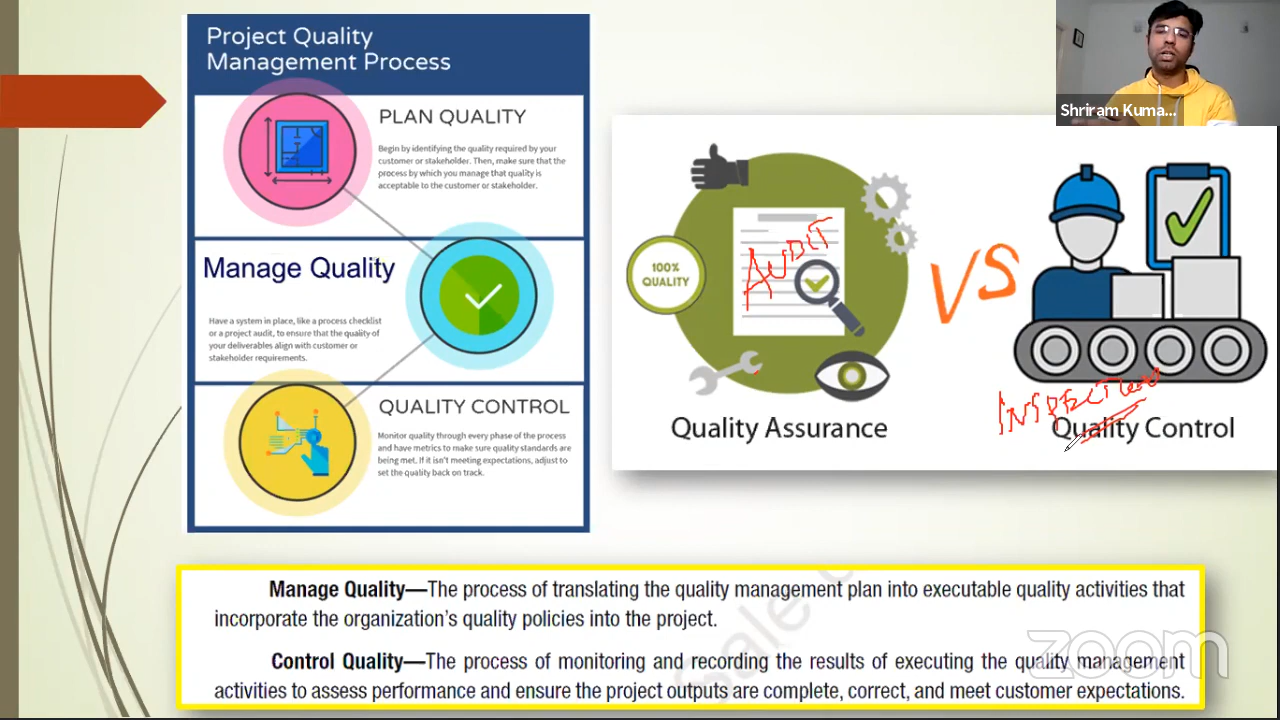 Project Quality
Management Process
PLAN QUALITY
Begin by identifying the quality required by your
customer or stakeholder. Then, make sure that the
process by which you manage that quality is
acceptable to the customer or stakeholder.
Manage Quality
Have a system in place, like a process checklist
or a project audit, to ensure that the quality of
your deliverables align with customer or
stakeholder requirements.
QUALITY CONTROL
Monitor quality through every phase of the process
and have metrics to make sure quality standards are
being met. If it isn't meeting expectations, adjust to
set the quality back on track.
Shriram Kuma...
100%
QUALITY
AUDIT
VS
INSPECTION
Quality Assurance
Quality Control
Manage Quality—The process of translating the quality management plan into executable quality activities that
incorporate the organization's quality policies into the project.
Control Quality—The process of monitoring and recording the results of executing the quality management
activities to assess performance and ensure the project outputs are complete, correct, and meet customer expectations.
sale
zoom